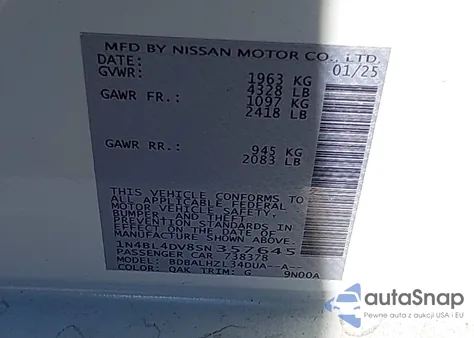 MFD BY NISSAN MOTOR CO., LTD.
DATE: 01/25
GVWR: 1963 KG
4328 LB
GAWR FR.: 1097 KG
2418 LB
GAWR RR.: 945 KG
2083 LB
THIS VEHICLE CONFORMS TO
ALL APPLICABLE FEDERAL
MOTOR VEHICLE SAFETY,
BUMPER, AND THEFT
PREVENTION STANDARDS IN
EFFECT ON THE DATE OF
MANUFACTURE SHOWN ABOVE.
1N4BL4DV8SN357645
PASSENGER CAR 738378
MODEL: BDBALHZL34DUA--A
COLOR: QAK TRIM: G 9N00A
autoSnap
Pewne auta z aukcji USA i EU